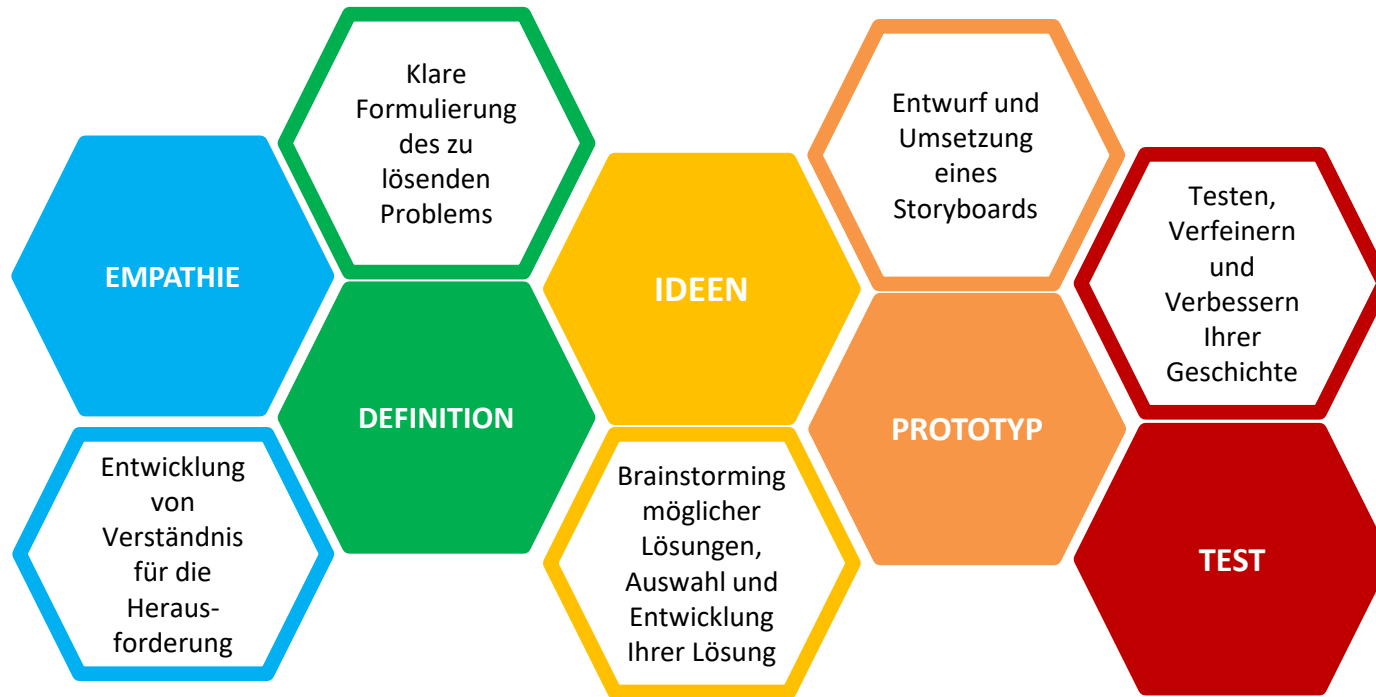 EMPATHIE
Entwicklung
von
Verständnis
für die
Heraus-
forderung
Klare
Formulierung
des zu
lösenden
Problems
DEFINITION
IDEEN
Brainstorming
möglicher
Lösungen,
Auswahl und
Entwicklung
Ihrer Lösung
Entwurf und
Umsetzung
eines
Storyboards
PROTOTYP
Testen,
Verfeinern
und
Verbessern
Ihrer
Geschichte
TEST